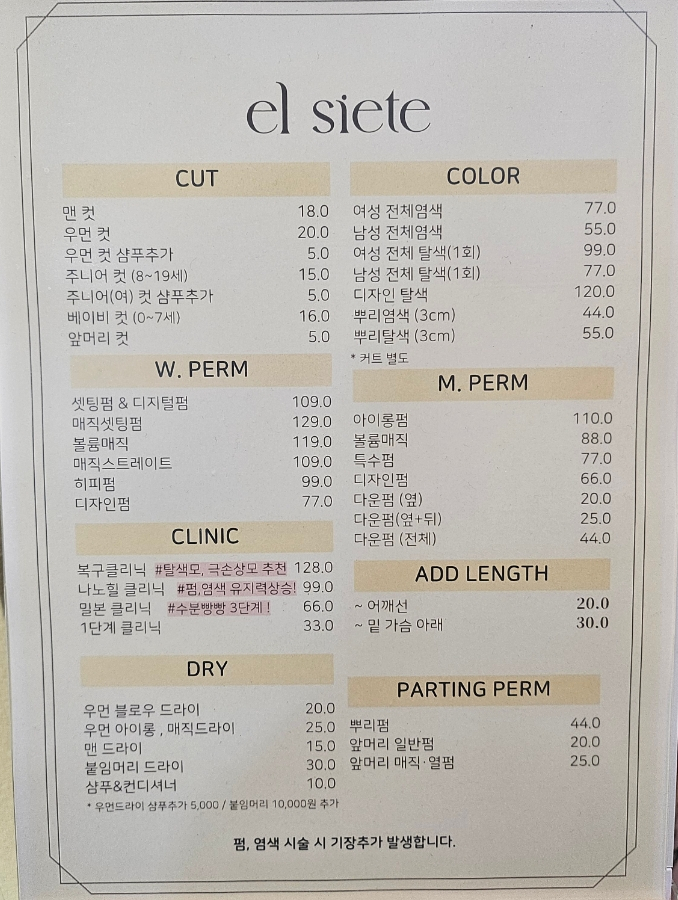 el siete
CUT
맨 컷 18.0
우먼 컷 20.0
우먼 컷 샴푸추가 5.0
주니어 컷 (8~19세) 15.0
주니어(여) 컷 샴푸추가 5.0
베이비 컷 (0~7세) 16.0
앞머리 컷 5.0
W. PERM
셋팅펌 & 디지털펌 109.0
매직셋팅펌 129.0
볼륨매직 119.0
매직스트레이트 109.0
히피펌 99.0
디자인펌 77.0
CLINIC
복구클리닉 #탈색모, 극손상모 추천 128.0
나노힐 클리닉 #펌,염색 유지력상승! 99.0
밀본 클리닉 #수분빵빵 3단계 ! 66.0
1단계 클리닉 33.0
DRY
우먼 블로우 드라이 20.0
우먼 아이롱 , 매직드라이 25.0
맨 드라이 15.0
붙임머리 드라이 30.0
샴푸&컨디셔너 10.0
* 우먼드라이 샴푸추가 5,000 / 붙임머리 10,000원 추가
COLOR
여성 전체염색 77.0
남성 전체염색 55.0
여성 전체 탈색(1회) 99.0
남성 전체 탈색(1회) 77.0
디자인 탈색 120.0
뿌리염색 (3cm) 44.0
뿌리탈색 (3cm) 55.0
* 커트 별도
M. PERM
아이롱펌 110.0
볼륨매직 88.0
특수펌 77.0
디자인펌 66.0
다운펌 (옆) 20.0
다운펌(옆+뒤) 25.0
다운펌 (전체) 44.0
ADD LENGTH
~ 어깨선 20.0
~ 밑 가슴 아래 30.0
PARTING PERM
뿌리펌 44.0
앞머리 일반펌 20.0
앞머리 매직·열펌 25.0
펌, 염색 시술 시 기장추가 발생합니다.